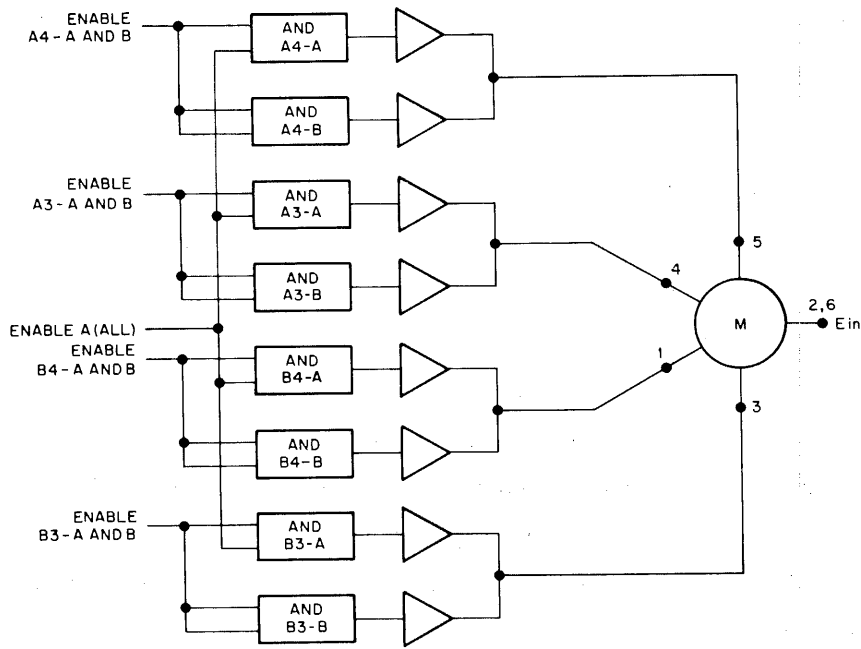 ENABLE
A4-A AND B
AND
A4-A
AND
A4-B
ENABLE
A3-A AND B
AND
A3-A
AND
A3-B
ENABLE A(ALL)
ENABLE
B4-A AND B
AND
B4-A
AND
B4-B
ENABLE
B3-A AND B
AND
B3-A
AND
B3-B
5
4
2,6
Ein
M
1
3